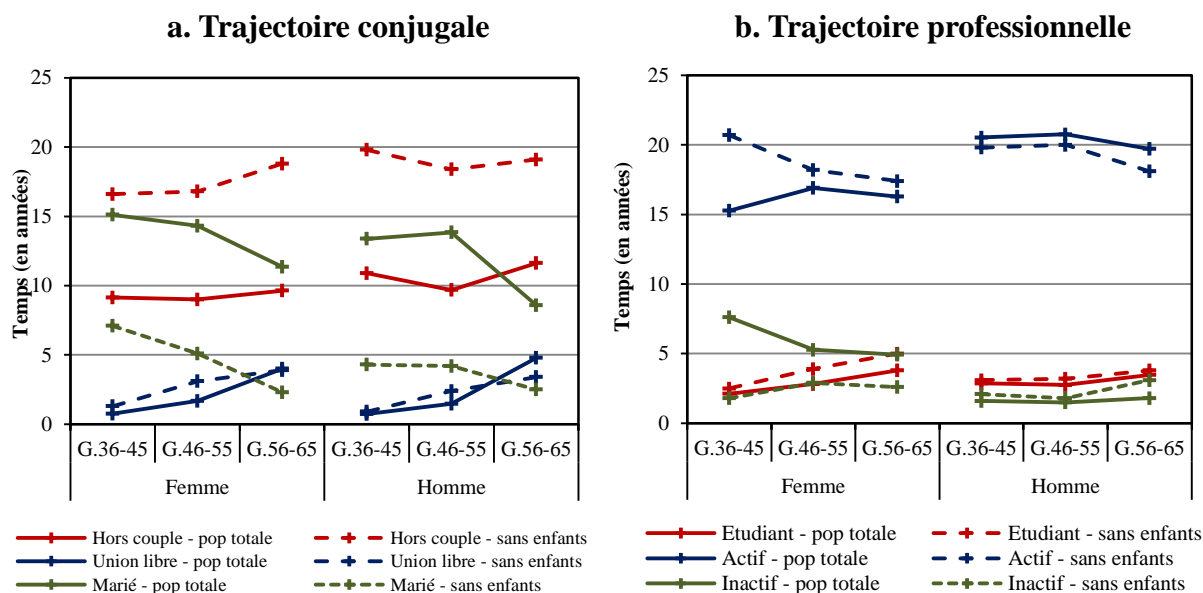 a. Trajectoire conjugale
Temps (en années)
25
20
15
10
5
0
G.36-45 G.46-55 G.56-65 G.36-45 G.46-55 G.56-65
Femme Homme
Hors couple - pop totale Hors couple - sans enfants
Union libre - pop totale Union libre - sans enfants
Marié - pop totale Marié - sans enfants
b. Trajectoire professionnelle
Temps (en années)
25
20
15
10
5
0
G.36-45 G.46-55 G.56-65 G.36-45 G.46-55 G.56-65
Femme Homme
Etudiant - pop totale Etudiant - sans enfants
Actif - pop totale Actif - sans enfants
Inactif - pop totale Inactif - sans enfants